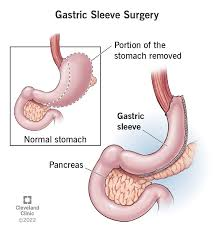 Gastric Sleeve Surgery
Portion of the
stomach removed
Normal stomach
Gastric
sleeve
Pancreas
Cleveland
Clinic
©2022